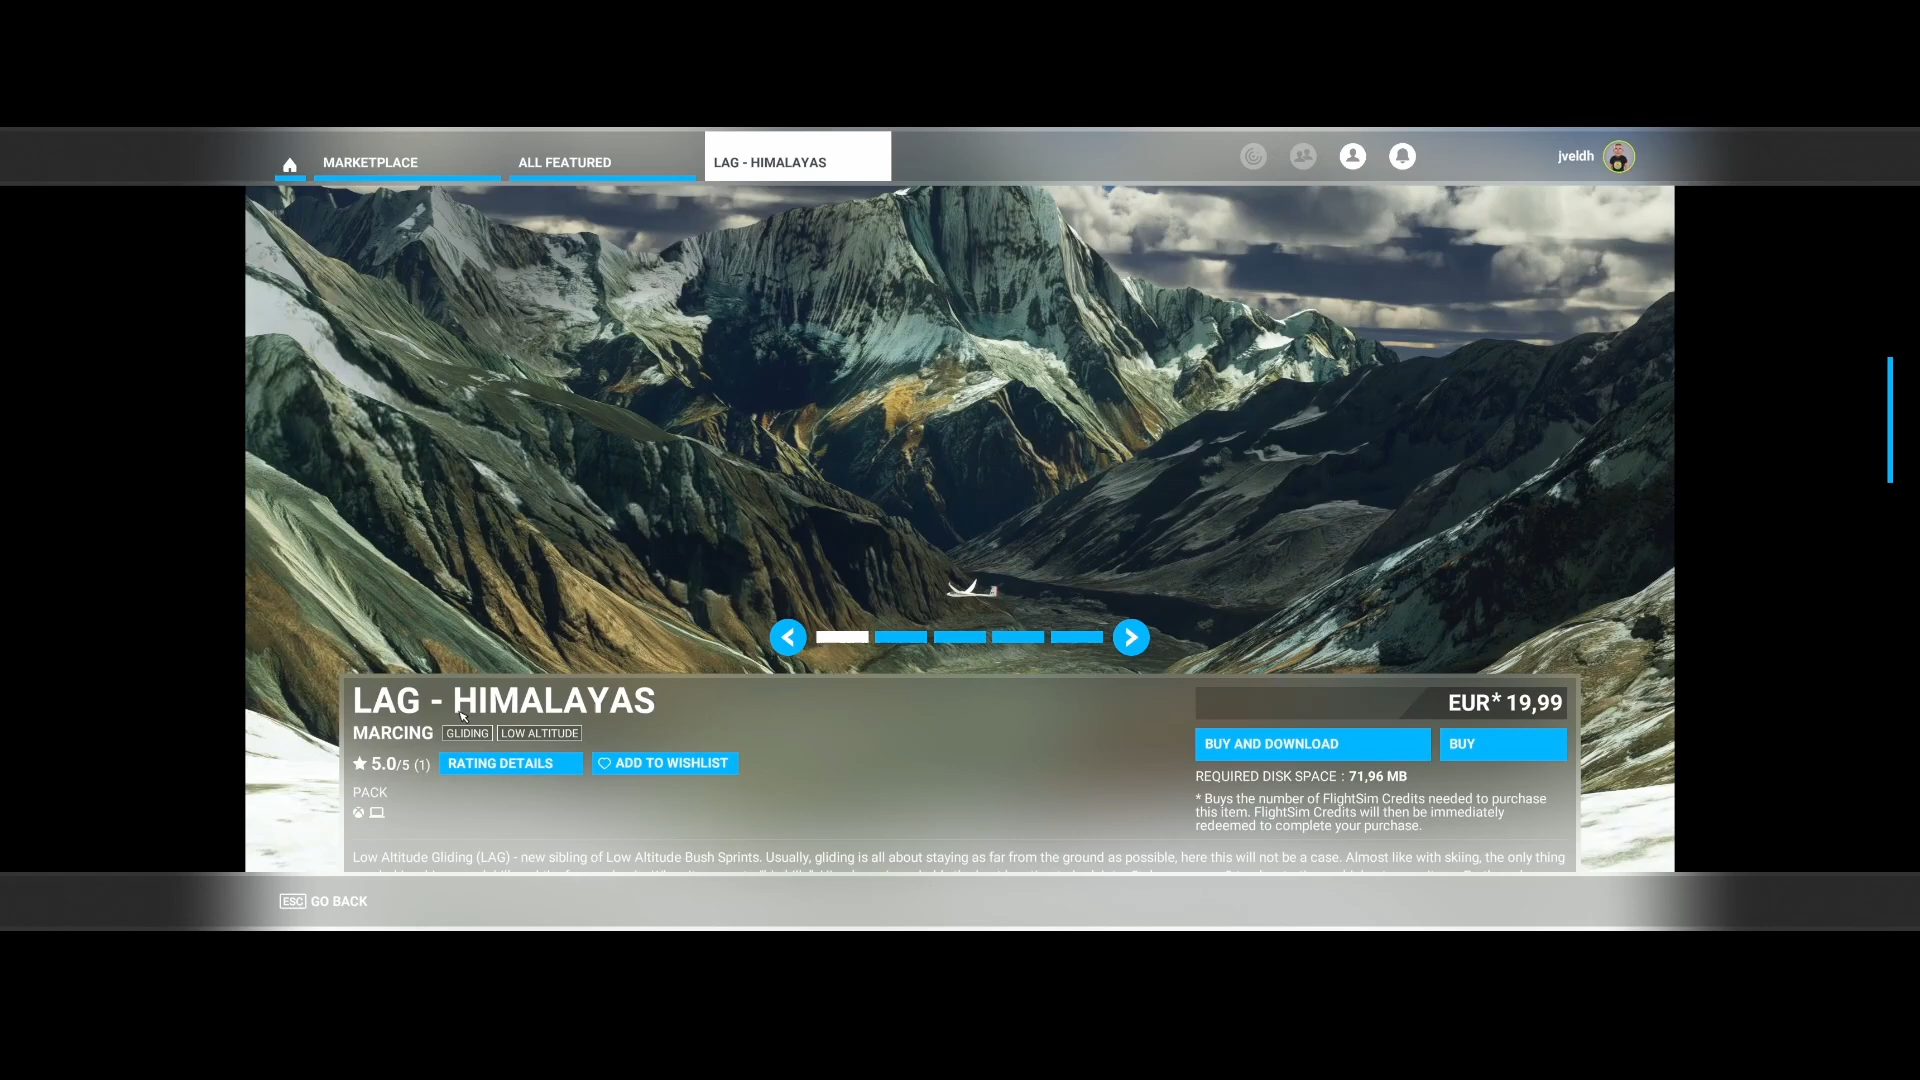 MARKETPLACE
ALL FEATURED
LAG - HIMALAYAS
jveldh
LAG - HIMALAYAS
MARCING GLIDING LOW ALTITUDE
5.0/5 (1) RATING DETAILS ADD TO WISHLIST
PACK
EUR* 19,99
BUY AND DOWNLOAD BUY
REQUIRED DISK SPACE : 71,96 MB
* Buys the number of FlightSim Credits needed to purchase
this item. FlightSim Credits will then be immediately
redeemed to complete your purchase.
Low Altitude Gliding (LAG) - new sibling of Low Altitude Bush Sprints. Usually, gliding is all about staying as far from the ground as possible, here this will not be a case. Almost like with skiing, the only thing
ESC GO BACK